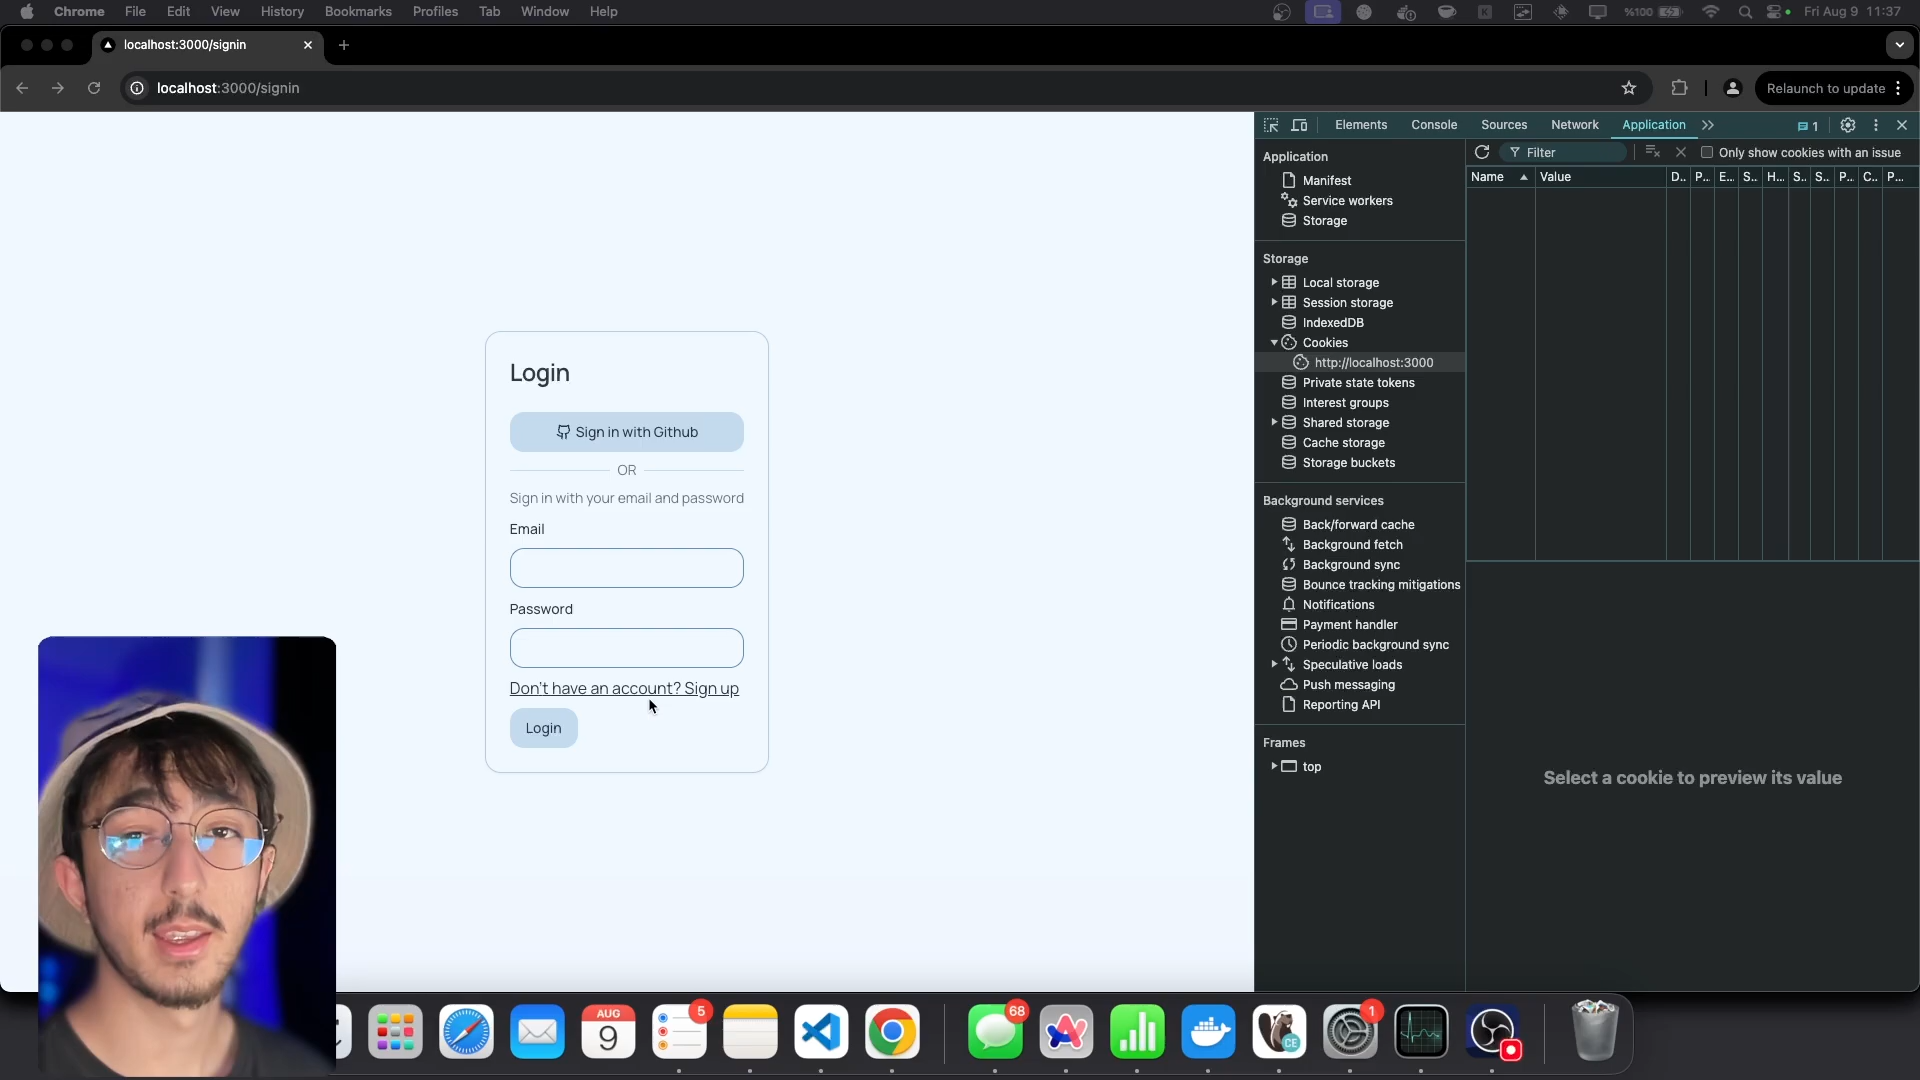 Chrome File Edit View History Bookmarks Profiles Tab Window Help %100 Fri Aug 9 11:37
localhost:3000/signin
localhost:3000/signin Relaunch to update
Elements Console Sources Network Application 1
Application
Manifest
Service workers
Storage
Storage
Local storage
Session storage
IndexedDB
Cookies
http://localhost:3000
Private state tokens
Interest groups
Shared storage
Cache storage
Storage buckets
Background services
Back/forward cache
Background fetch
Background sync
Bounce tracking mitigations
Notifications
Payment handler
Periodic background sync
Speculative loads
Push messaging
Reporting API
Frames
top
Filter Only show cookies with an issue
Name Value D.. P... E... S... H... S.. S... P... C.. P...
Select a cookie to preview its value
Login
Sign in with Github
OR
Sign in with your email and password
Email
Password
Don't have an account? Sign up
Login
AUG
9
5
68
CE
1